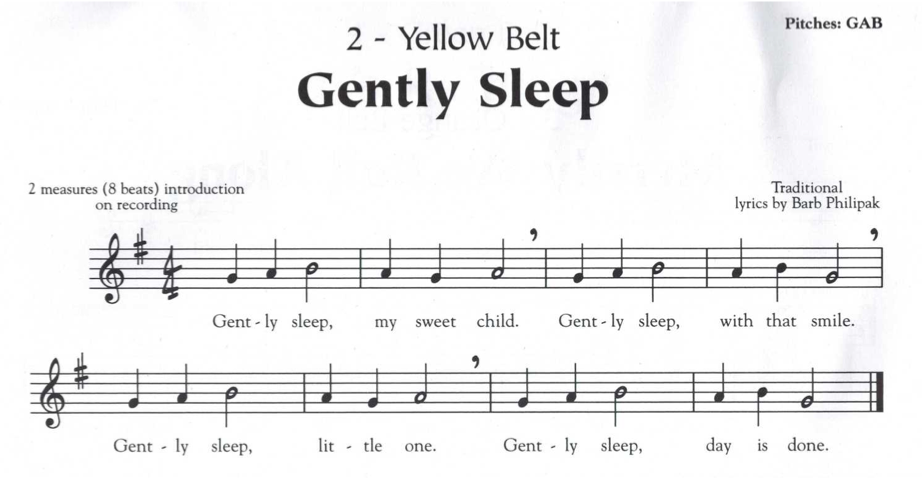 Pitches: GAB
2 - Yellow Belt
Gently Sleep
2 measures (8 beats) introduction
on recording
Traditional
lyrics by Barb Philipak
4
4
Gent - ly sleep, my sweet child. Gent - ly sleep, with that smile.
Gent - ly sleep, lit - tle one. Gent - ly sleep, day is done.